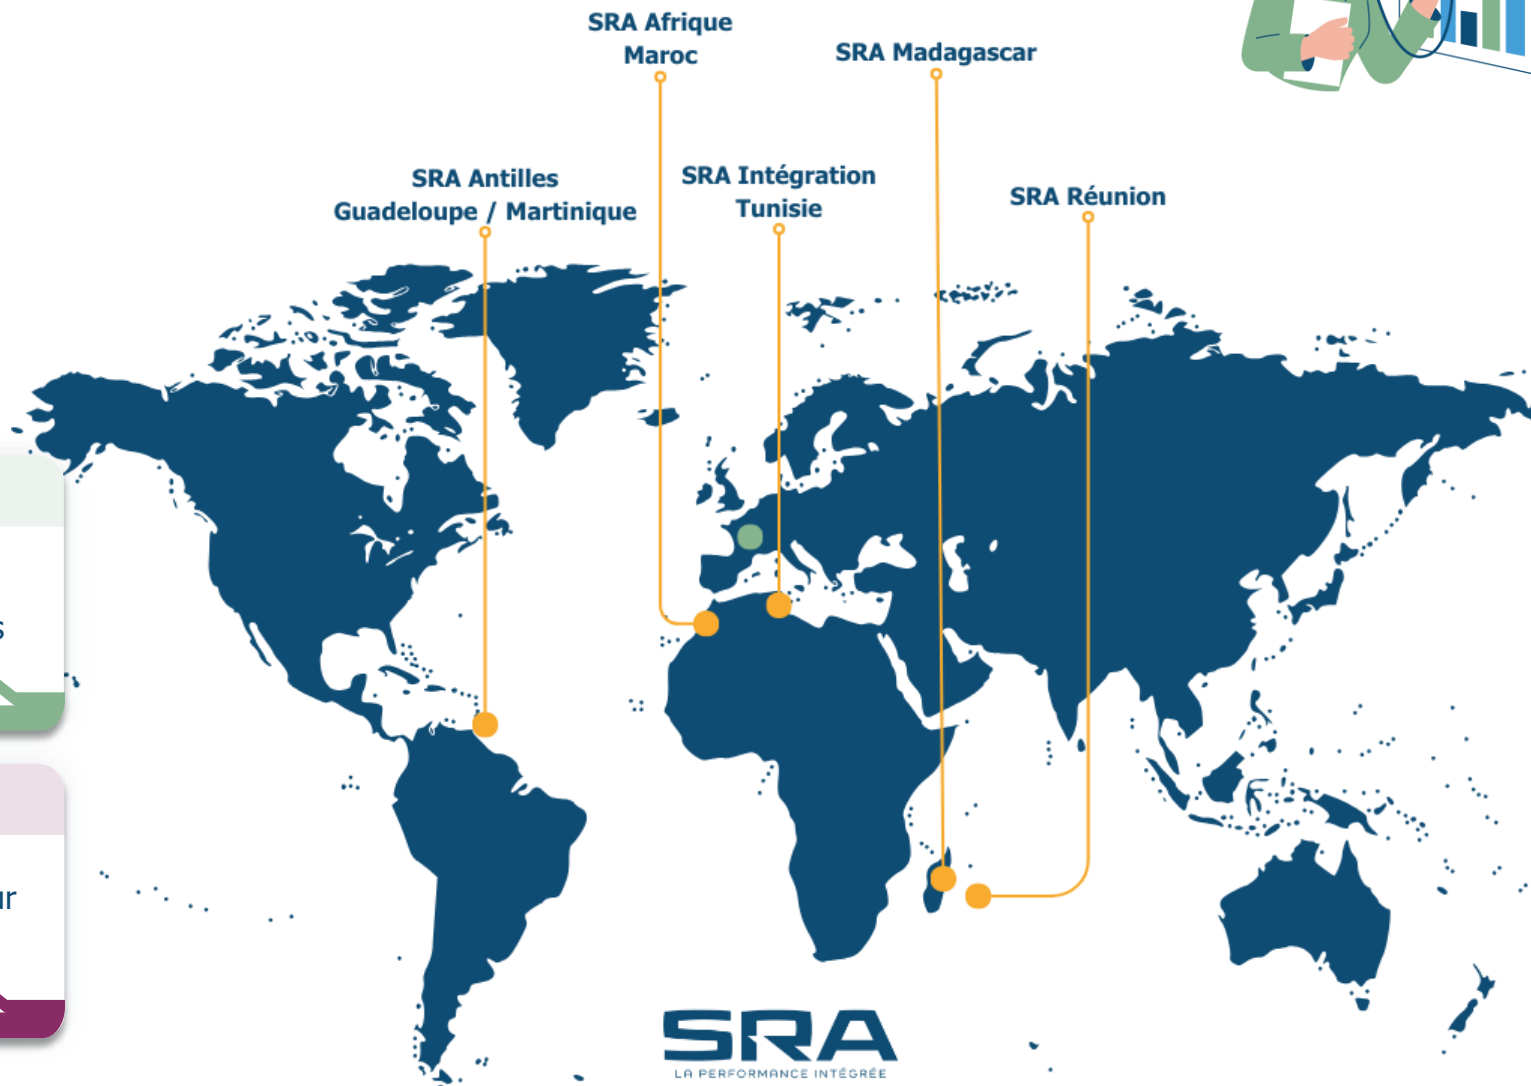 SRA Afrique
Maroc
SRA Madagascar
SRA Antilles
Guadeloupe / Martinique
SRA Intégration
Tunisie
SRA Réunion
SRA
LA PERFORMANCE INTÉGRÉE